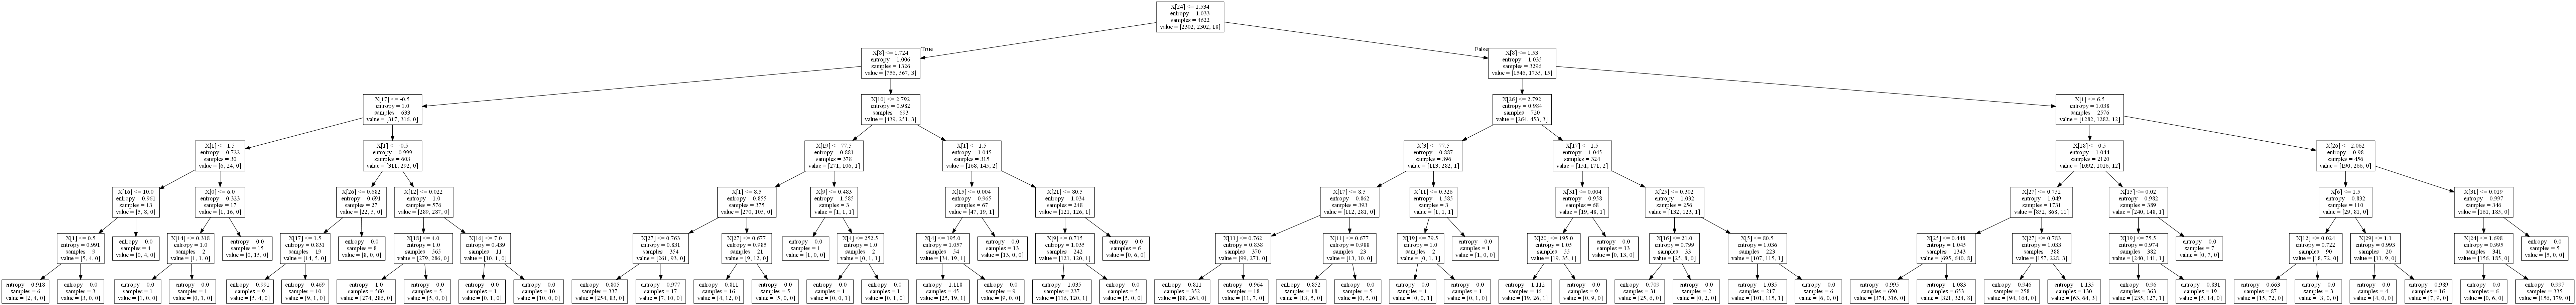 X[24] <= 1.534
entropy = 1.033
samples = 4622
value = [2302, 2302, 18]
True
False
X[8] <= 1.724
entropy = 1.006
samples = 1326
value = [756, 567, 3]
X[8] <= 1.53
entropy = 1.035
samples = 3296
value = [1546, 1735, 15]
X[17] <= -0.5
entropy = 1.0
samples = 633
value = [317, 316, 0]
X[10] <= 2.792
entropy = 0.982
samples = 693
value = [439, 251, 3]
X[26] <= 2.792
entropy = 0.984
samples = 720
value = [264, 453, 3]
X[1] <= 6.5
entropy = 1.038
samples = 2576
value = [1282, 1282, 12]
X[1] <= 1.5
entropy = 0.722
samples = 30
value = [6, 24, 0]
X[1] <= -0.5
entropy = 0.999
samples = 603
value = [311, 292, 0]
X[19] <= 77.5
entropy = 0.881
samples = 378
value = [271, 106, 1]
X[1] <= 1.5
entropy = 1.045
samples = 315
value = [168, 145, 2]
X[3] <= 77.5
entropy = 0.887
samples = 396
value = [113, 282, 1]
X[17] <= 1.5
entropy = 1.045
samples = 324
value = [151, 171, 2]
X[18] <= 0.5
entropy = 1.044
samples = 2120
value = [1092, 1016, 12]
X[26] <= 2.062
entropy = 0.98
samples = 456
value = [190, 266, 0]
X[16] <= 10.0
entropy = 0.961
samples = 13
value = [5, 8, 0]
X[0] <= 6.0
entropy = 0.323
samples = 17
value = [1, 16, 0]
X[26] <= 0.682
entropy = 0.691
samples = 27
value = [22, 5, 0]
X[12] <= 0.022
entropy = 1.0
samples = 576
value = [289, 287, 0]
X[1] <= 8.5
entropy = 0.855
samples = 375
value = [270, 105, 0]
X[9] <= 0.483
entropy = 1.585
samples = 3
value = [1, 1, 1]
X[15] <= 0.004
entropy = 0.965
samples = 67
value = [47, 19, 1]
X[21] <= 80.5
entropy = 1.034
samples = 248
value = [121, 126, 1]
X[17] <= 8.5
entropy = 0.862
samples = 393
value = [112, 281, 0]
X[11] <= 0.326
entropy = 1.585
samples = 3
value = [1, 1, 1]
X[31] <= 0.004
entropy = 0.958
samples = 68
value = [19, 48, 1]
X[25] <= 0.302
entropy = 1.032
samples = 256
value = [132, 123, 1]
X[27] <= 0.752
entropy = 1.049
samples = 1731
value = [852, 868, 11]
X[15] <= 0.02
entropy = 0.982
samples = 389
value = [240, 148, 1]
X[6] <= 1.5
entropy = 0.832
samples = 110
value = [29, 81, 0]
X[31] <= 0.019
entropy = 0.997
samples = 346
value = [161, 185, 0]
X[1] <= 0.5
entropy = 0.991
samples = 9
value = [5, 4, 0]
entropy = 0.0
samples = 4
value = [0, 4, 0]
X[14] <= 0.318
entropy = 1.0
samples = 2
value = [1, 1, 0]
entropy = 0.0
samples = 15
value = [0, 15, 0]
X[17] <= 1.5
entropy = 0.831
samples = 19
value = [14, 5, 0]
entropy = 0.0
samples = 8
value = [8, 0, 0]
X[18] <= 4.0
entropy = 1.0
samples = 565
value = [279, 286, 0]
X[16] <= 7.0
entropy = 0.439
samples = 11
value = [10, 1, 0]
X[27] <= 0.763
entropy = 0.831
samples = 354
value = [261, 93, 0]
X[27] <= 0.677
entropy = 0.985
samples = 21
value = [9, 12, 0]
entropy = 0.0
samples = 1
value = [1, 0, 0]
X[4] <= 252.5
entropy = 1.0
samples = 2
value = [0, 1, 1]
X[4] <= 195.0
entropy = 1.057
samples = 54
value = [34, 19, 1]
entropy = 0.0
samples = 13
value = [13, 0, 0]
X[9] <= 0.715
entropy = 1.035
samples = 242
value = [121, 120, 1]
entropy = 0.0
samples = 6
value = [0, 6, 0]
X[11] <= 0.762
entropy = 0.838
samples = 370
value = [99, 271, 0]
X[11] <= 0.677
entropy = 0.988
samples = 23
value = [13, 10, 0]
X[19] <= 79.5
entropy = 1.0
samples = 2
value = [0, 1, 1]
entropy = 0.0
samples = 1
value = [1, 0, 0]
X[20] <= 195.0
entropy = 1.05
samples = 55
value = [19, 35, 1]
entropy = 0.0
samples = 13
value = [0, 13, 0]
X[16] <= 21.0
entropy = 0.799
samples = 33
value = [25, 8, 0]
X[5] <= 80.5
entropy = 1.036
samples = 223
value = [107, 115, 1]
X[25] <= 0.448
entropy = 1.045
samples = 1343
value = [695, 640, 8]
X[27] <= 0.783
entropy = 1.033
samples = 388
value = [157, 228, 3]
X[19] <= 75.5
entropy = 0.974
samples = 382
value = [240, 141, 1]
entropy = 0.0
samples = 7
value = [0, 7, 0]
X[12] <= 0.024
entropy = 0.722
samples = 90
value = [18, 72, 0]
X[29] <= 1.1
entropy = 0.993
samples = 20
value = [11, 9, 0]
X[24] <= 1.698
entropy = 0.995
samples = 341
value = [156, 185, 0]
entropy = 0.0
samples = 5
value = [5, 0, 0]
entropy = 0.918
samples = 6
value = [2, 4, 0]
entropy = 0.0
samples = 3
value = [3, 0, 0]
entropy = 0.0
samples = 1
value = [1, 0, 0]
entropy = 0.0
samples = 1
value = [0, 1, 0]
entropy = 0.991
samples = 9
value = [5, 4, 0]
entropy = 0.469
samples = 10
value = [9, 1, 0]
entropy = 1.0
samples = 560
value = [274, 286, 0]
entropy = 0.0
samples = 5
value = [5, 0, 0]
entropy = 0.0
samples = 1
value = [0, 1, 0]
entropy = 0.0
samples = 10
value = [10, 0, 0]
entropy = 0.805
samples = 337
value = [254, 83, 0]
entropy = 0.977
samples = 17
value = [7, 10, 0]
entropy = 0.811
samples = 16
value = [4, 12, 0]
entropy = 0.0
samples = 5
value = [5, 0, 0]
entropy = 0.0
samples = 1
value = [0, 0, 1]
entropy = 0.0
samples = 1
value = [0, 1, 0]
entropy = 1.118
samples = 45
value = [25, 19, 1]
entropy = 0.0
samples = 9
value = [9, 0, 0]
entropy = 1.035
samples = 237
value = [116, 120, 1]
entropy = 0.0
samples = 5
value = [5, 0, 0]
entropy = 0.811
samples = 352
value = [88, 264, 0]
entropy = 0.964
samples = 18
value = [11, 7, 0]
entropy = 0.852
samples = 18
value = [13, 5, 0]
entropy = 0.0
samples = 5
value = [0, 5, 0]
entropy = 0.0
samples = 1
value = [0, 0, 1]
entropy = 0.0
samples = 1
value = [0, 1, 0]
entropy = 1.112
samples = 46
value = [19, 26, 1]
entropy = 0.0
samples = 9
value = [0, 9, 0]
entropy = 0.709
samples = 31
value = [25, 6, 0]
entropy = 0.0
samples = 2
value = [0, 2, 0]
entropy = 1.035
samples = 217
value = [101, 115, 1]
entropy = 0.0
samples = 6
value = [6, 0, 0]
entropy = 0.995
samples = 690
value = [374, 316, 0]
entropy = 1.083
samples = 653
value = [321, 324, 8]
entropy = 0.946
samples = 258
value = [94, 164, 0]
entropy = 1.135
samples = 130
value = [63, 64, 3]
entropy = 0.96
samples = 363
value = [235, 127, 1]
entropy = 0.831
samples = 19
value = [5, 14, 0]
entropy = 0.663
samples = 87
value = [15, 72, 0]
entropy = 0.0
samples = 3
value = [3, 0, 0]
entropy = 0.0
samples = 4
value = [4, 0, 0]
entropy = 0.989
samples = 16
value = [7, 9, 0]
entropy = 0.0
samples = 6
value = [0, 6, 0]
entropy = 0.997
samples = 335
value = [156, 179, 0]